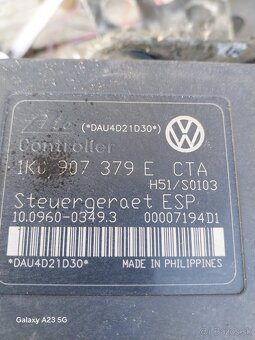 Ate
(*DAU4D21D30*)
Controller
1K0 907 379 E CTA
H51/S0103
Steuergeraet ESP
10.0960-0349.3 00007194D1
*DAU4D21D30*
MADE IN PHILIPPINES
Galaxy A23 5G